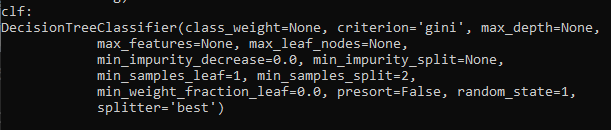 clf:
DecisionTreeClassifier(class_weight=None, criterion='gini', max_depth=None,
max_features=None, max_leaf_nodes=None,
min_impurity_decrease=0.0, min_impurity_split=None,
min_samples_leaf=1, min_samples_split=2,
min_weight_fraction_leaf=0.0, presort=False, random_state=1,
splitter='best')